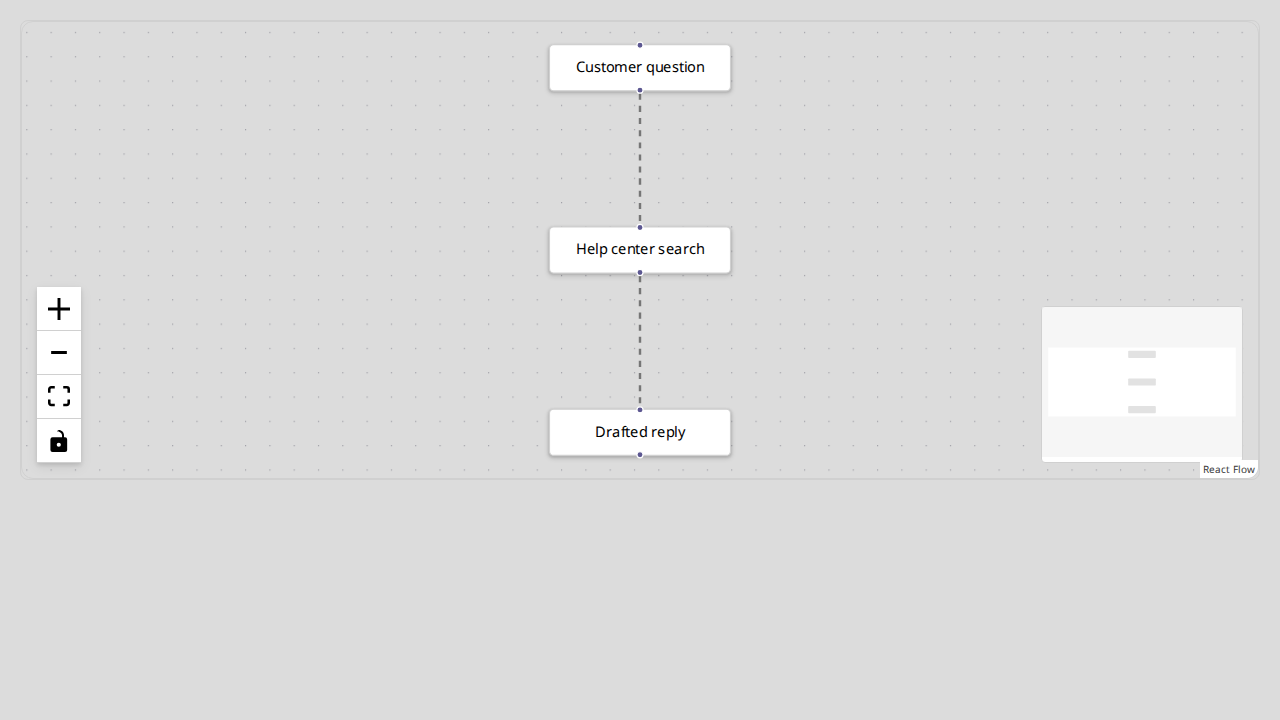 Customer question
Help center search
Drafted reply
React Flow